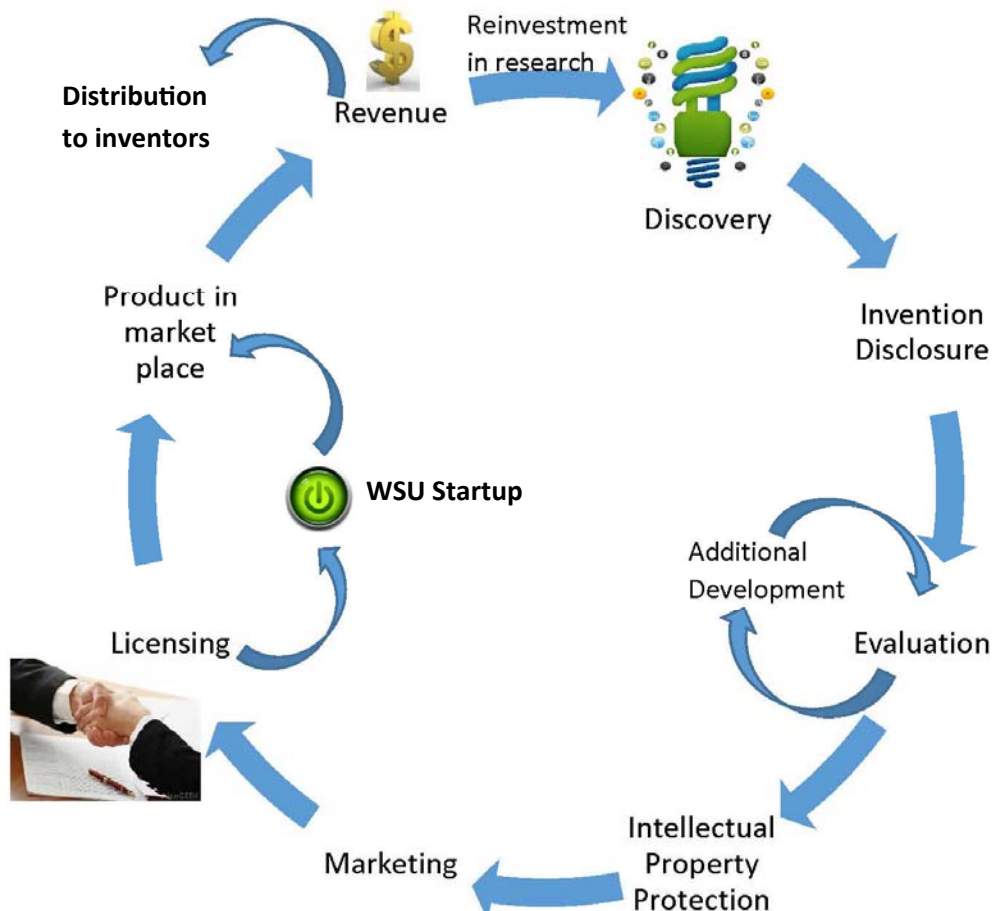 Reinvestment
in research
Revenue
Distribution
to inventors
Discovery
Product in
market
place
Invention
Disclosure
WSU Startup
Additional
Development
Licensing
Evaluation
Intellectual
Property
Protection
Marketing